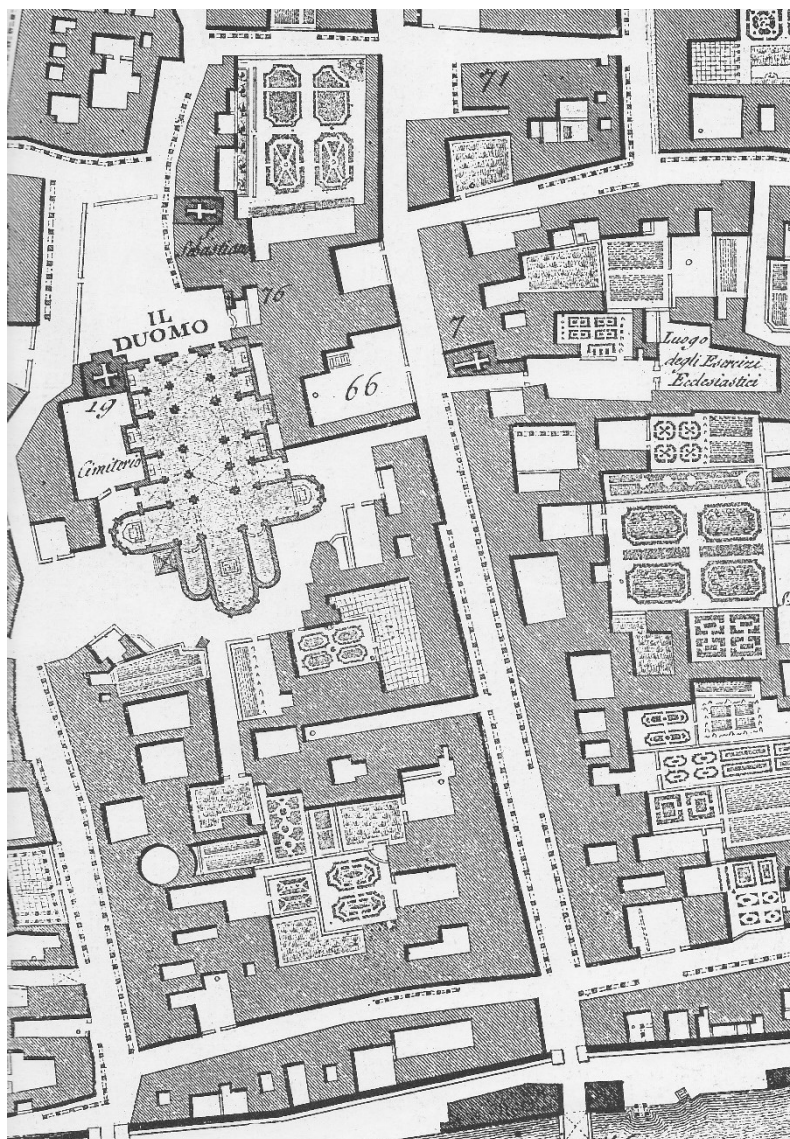 71
S.
Sebastiano
76
IL
DUOMO
7
Luogo
degli Esercizi
Ecclesiastici
66
19
Cimiterio